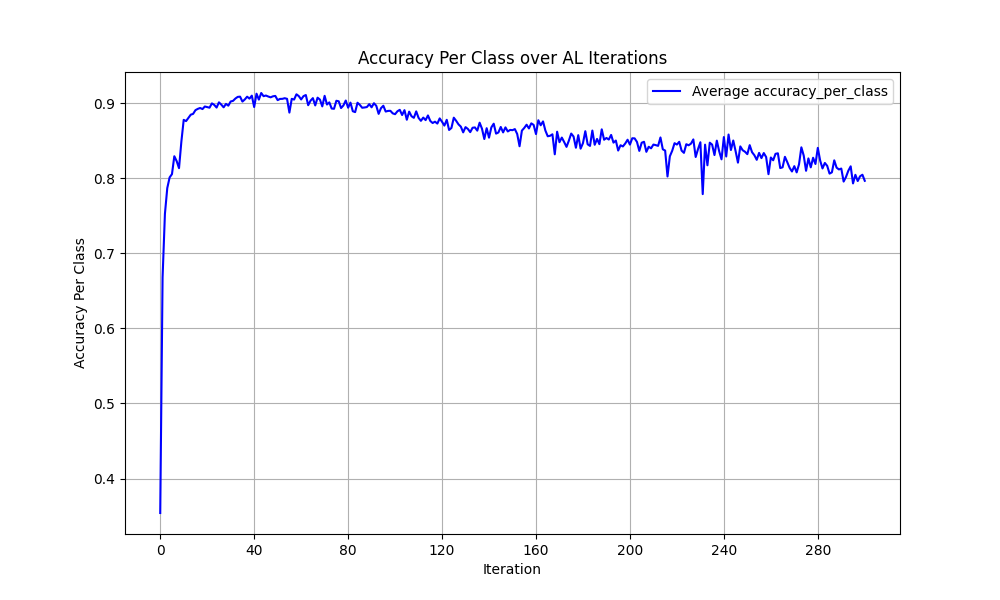 Accuracy Per Class over AL Iterations
Average accuracy_per_class
Accuracy Per Class
0.9
0.8
0.7
0.6
0.5
0.4
0 40 80 120 160 200 240 280
Iteration